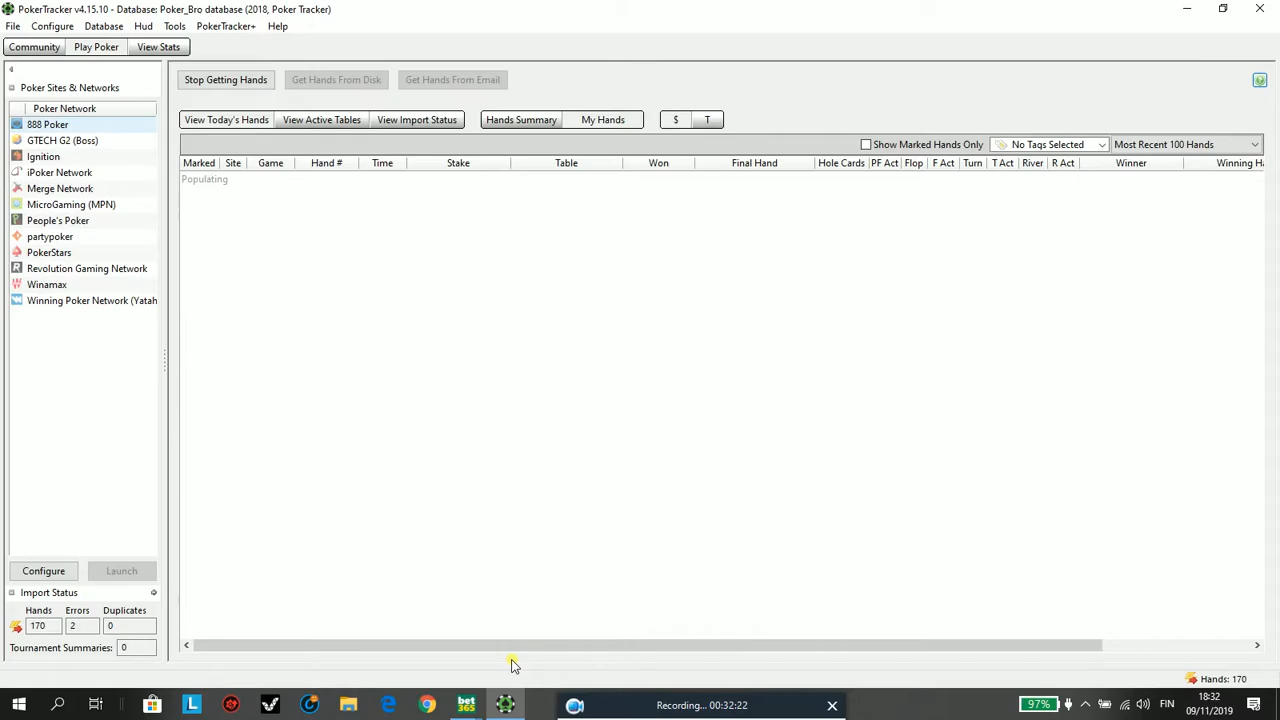 PokerTracker v4.15.10 - Database: Poker_Bro database (2018, Poker Tracker)
File Configure Database Hud Tools PokerTracker+ Help
Community Play Poker View Stats
Poker Sites & Networks
Poker Network
888 Poker
GTECH G2 (Boss)
Ignition
iPoker Network
Merge Network
MicroGaming (MPN)
People's Poker
partypoker
PokerStars
Revolution Gaming Network
Winamax
Winning Poker Network (Yatah
Configure Launch
Import Status
Hands Errors Duplicates
170 2 0
Tournament Summaries: 0
Stop Getting Hands Get Hands From Disk Get Hands From Email
View Today's Hands View Active Tables View Import Status Hands Summary My Hands $ T
Show Marked Hands Only No Tags Selected Most Recent 100 Hands
Marked Site Game Hand # Time Stake Table Won Final Hand Hole Cards PF Act Flop F Act Turn T Act River R Act Winner Winning Ha
Populating
Hands: 170
L bet365 Recording... 00:32:22 97% FIN 18:32
09/11/2019